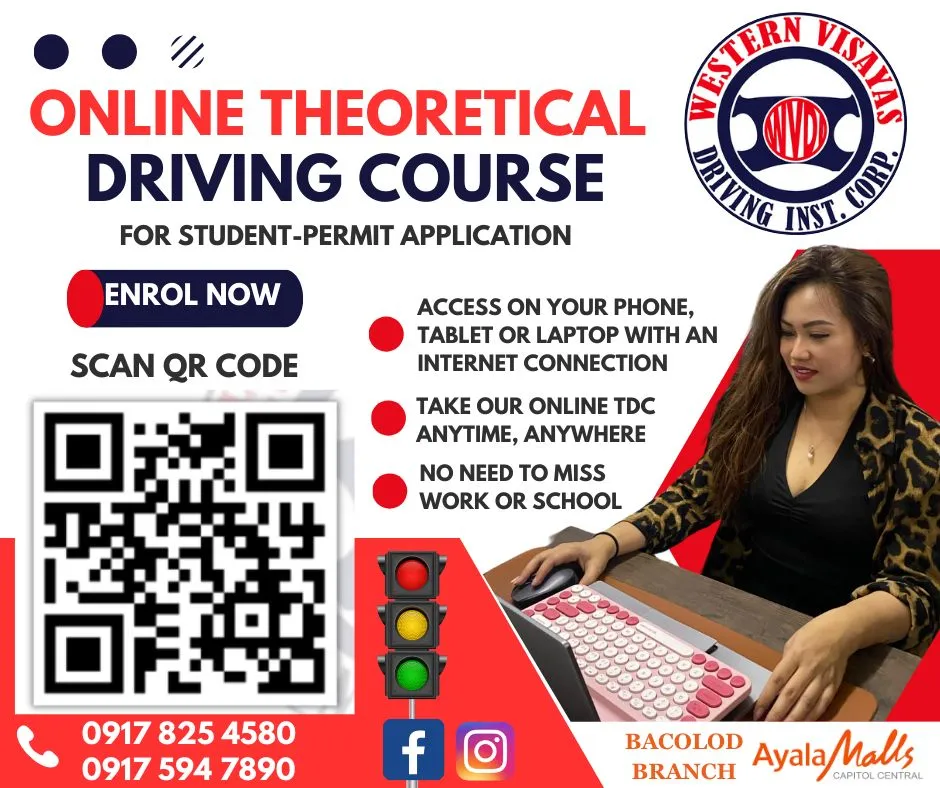 ONLINE THEORETICAL
DRIVING COURSE
FOR STUDENT-PERMIT APPLICATION
WESTERN VISAYAS
WVDI
DRIVING INST. CORP.
ENROL NOW
SCAN QR CODE
ACCESS ON YOUR PHONE,
TABLET OR LAPTOP WITH AN
INTERNET CONNECTION
TAKE OUR ONLINE TDC
ANYTIME, ANYWHERE
NO NEED TO MISS
WORK OR SCHOOL
0917 825 4580
0917 594 7890
BACOLOD
BRANCH
Ayala Malls
CAPITOL CENTRAL